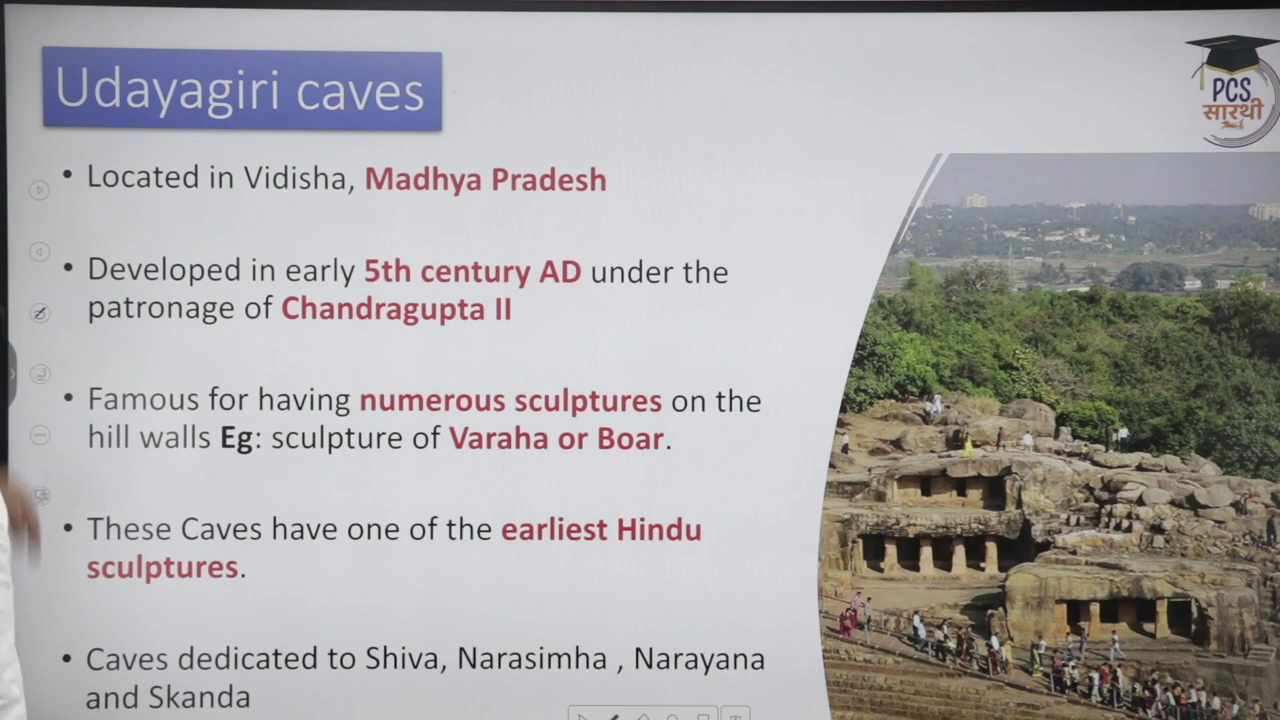 Udayagiri caves
PCS
सारथी
• Located in Vidisha, Madhya Pradesh
• Developed in early 5th century AD under the
patronage of Chandragupta II
• Famous for having numerous sculptures on the
hill walls Eg: sculpture of Varaha or Boar.
• These Caves have one of the earliest Hindu
sculptures.
• Caves dedicated to Shiva, Narasimha , Narayana
and Skanda